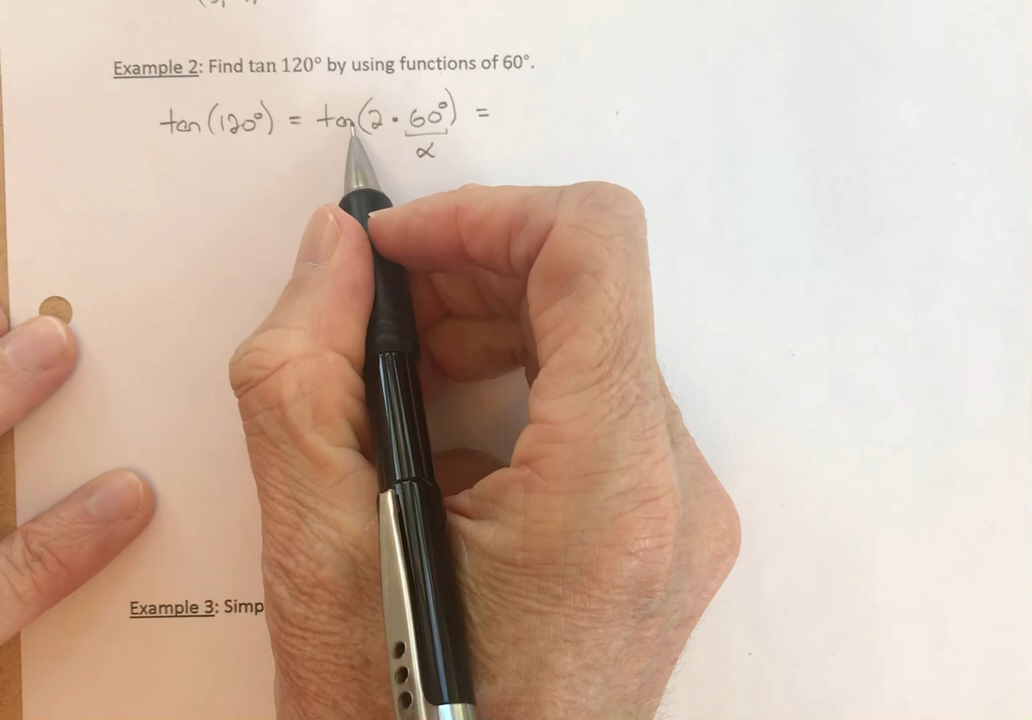 Example 2: Find tan 120° by using functions of 60°.
tan(120°) = tan(2 · 60°) =
α
Example 3: Simp